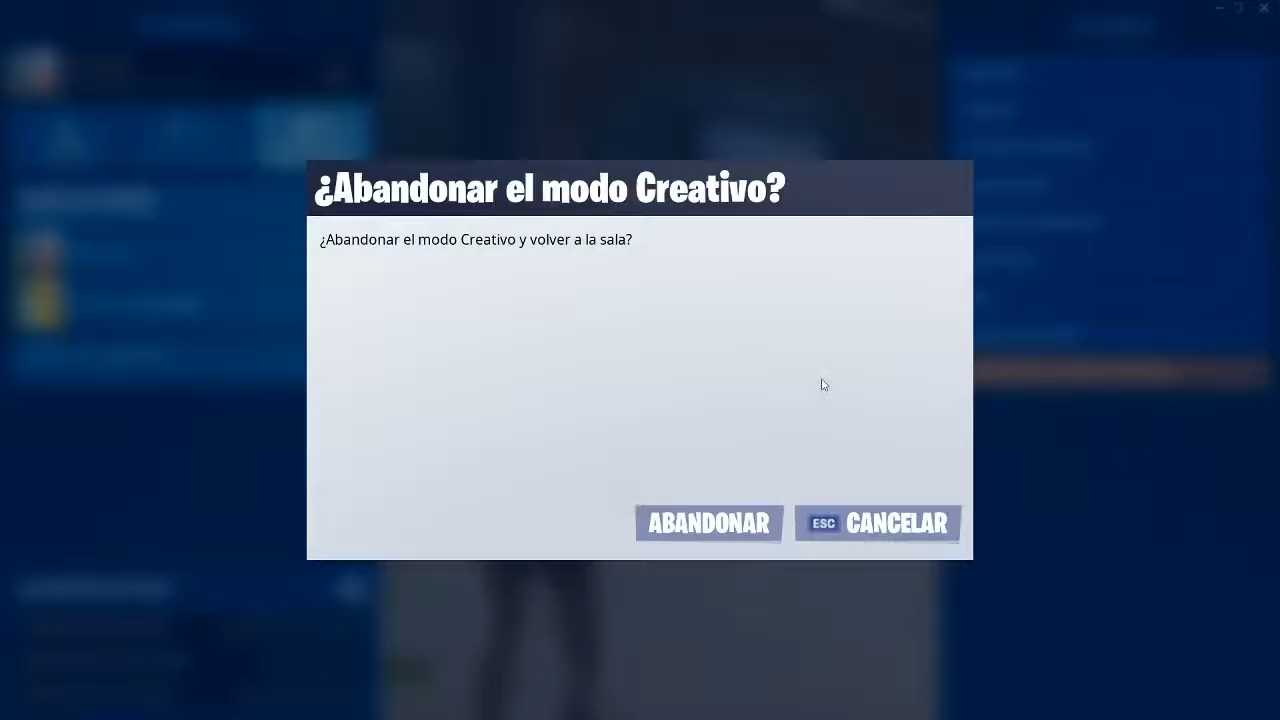 ¿Abandonar el modo Creativo?
¿Abandonar el modo Creativo y volver a la sala?
ABANDONAR
ESC CANCELAR